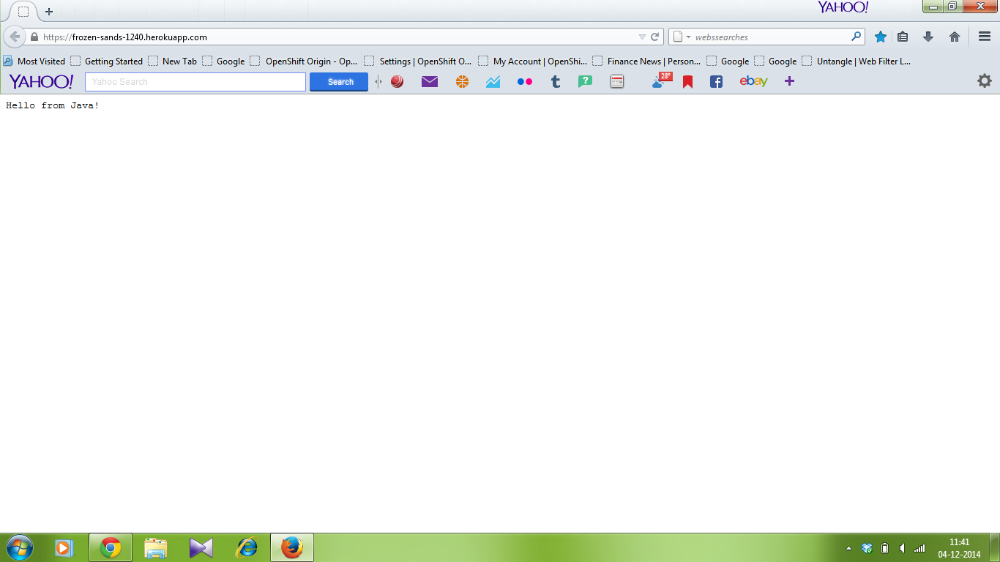 YAHOO!
https://frozen-sands-1240.herokuapp.com
webssearches
Most Visited Getting Started New Tab Google OpenShift Origin - Op... Settings | OpenShift O... My Account | OpenShi... Finance News | Person... Google Google Untangle | Web Filter L...
YAHOO! Yahoo Search Search t ? 28° f ebay
Hello from Java!
11:41
04-12-2014